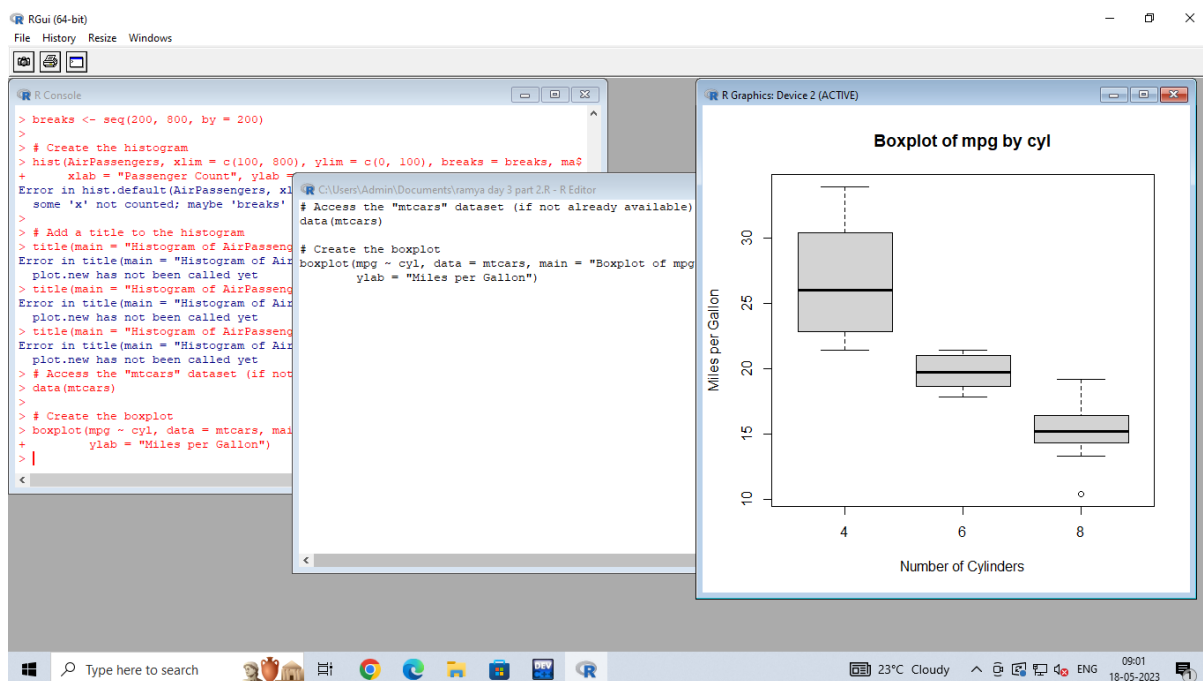 RGui (64-bit)
File History Resize Windows
R Console
> breaks <- seq(200, 800, by = 200)
>
> # Create the histogram
> hist(AirPassengers, xlim = c(100, 800), ylim = c(0, 100), breaks = breaks, ma$
+ xlab = "Passenger Count", ylab =
Error in hist.default(AirPassengers, xl
some 'x' not counted; maybe 'breaks'
>
> # Add a title to the histogram
> title(main = "Histogram of AirPasseng
Error in title(main = "Histogram of Air
plot.new has not been called yet
> title(main = "Histogram of AirPasseng
Error in title(main = "Histogram of Air
plot.new has not been called yet
> title(main = "Histogram of AirPasseng
Error in title(main = "Histogram of Air
plot.new has not been called yet
> # Access the "mtcars" dataset (if not
> data(mtcars)
>
> # Create the boxplot
> boxplot(mpg ~ cyl, data = mtcars, mai
+ ylab = "Miles per Gallon")
>
C:\Users\Admin\Documents\ramya day 3 part 2.R - R Editor
# Access the "mtcars" dataset (if not already available)
data(mtcars)
# Create the boxplot
boxplot(mpg ~ cyl, data = mtcars, main = "Boxplot of mpg
ylab = "Miles per Gallon")
R Graphics: Device 2 (ACTIVE)
Boxplot of mpg by cyl
Miles per Gallon
30
25
20
15
10
4 6 8
Number of Cylinders
Type here to search
DEV
23°C Cloudy
ENG
09:01
18-05-2023
1